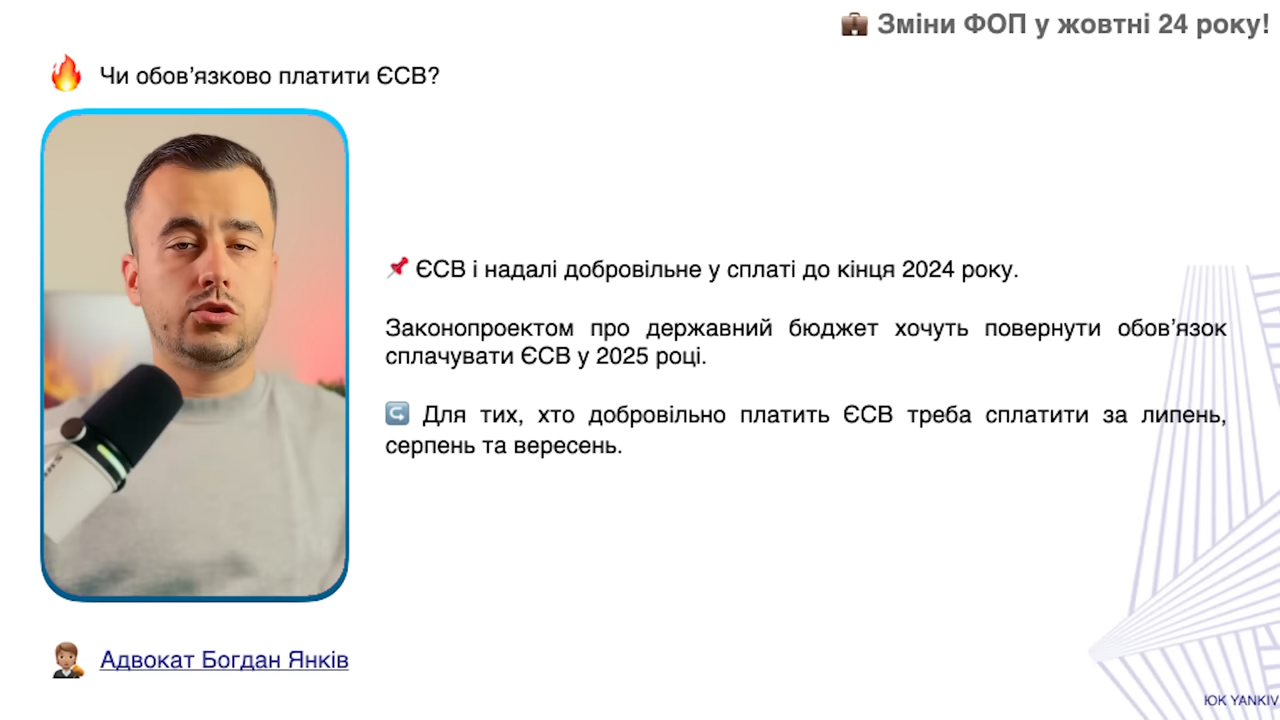 💼 Зміни ФОП у жовтні 24 року!
🔥 Чи обов’язково платити ЄСВ?
📌 ЄСВ і надалі добровільне у сплаті до кінця 2024 року.
Законопроектом про державний бюджет хочуть повернути обов’язок
сплачувати ЄСВ у 2025 році.
↪️ Для тих, хто добровільно платить ЄСВ треба сплатити за липень,
серпень та вересень.
Адвокат Богдан Янків
ЮК YANKIV